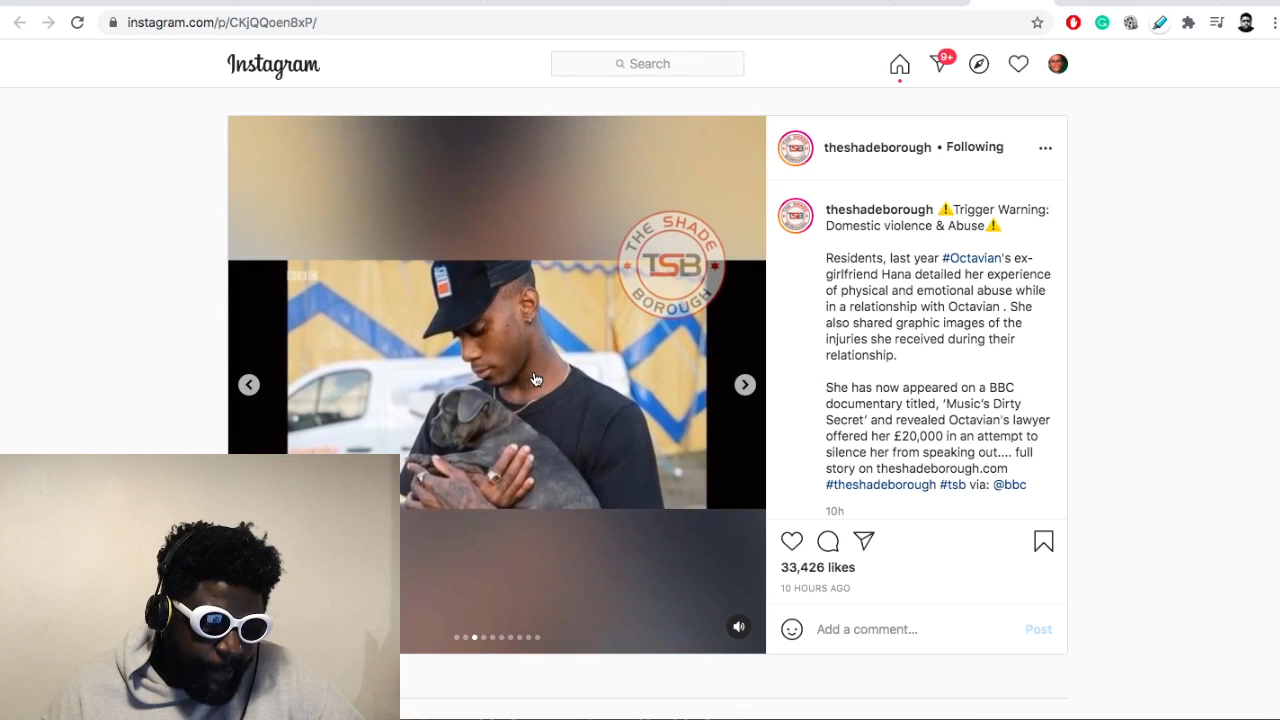 instagram.com/p/CKjQQoen8xP/
Instagram
Search
9+
THE SHADE
TSB
BOROUGH
BBC
theshadeborough • Following
theshadeborough ⚠️Trigger Warning:
Domestic violence & Abuse⚠️
Residents, last year #Octavian's ex-
girlfriend Hana detailed her experience
of physical and emotional abuse while
in a relationship with Octavian . She
also shared graphic images of the
injuries she received during their
relationship.
She has now appeared on a BBC
documentary titled, ‘Music’s Dirty
Secret’ and revealed Octavian's lawyer
offered her £20,000 in an attempt to
silence her from speaking out.... full
story on theshadeborough.com
#theshadeborough #tsb via: @bbc
10h
33,426 likes
10 HOURS AGO
Add a comment...
Post